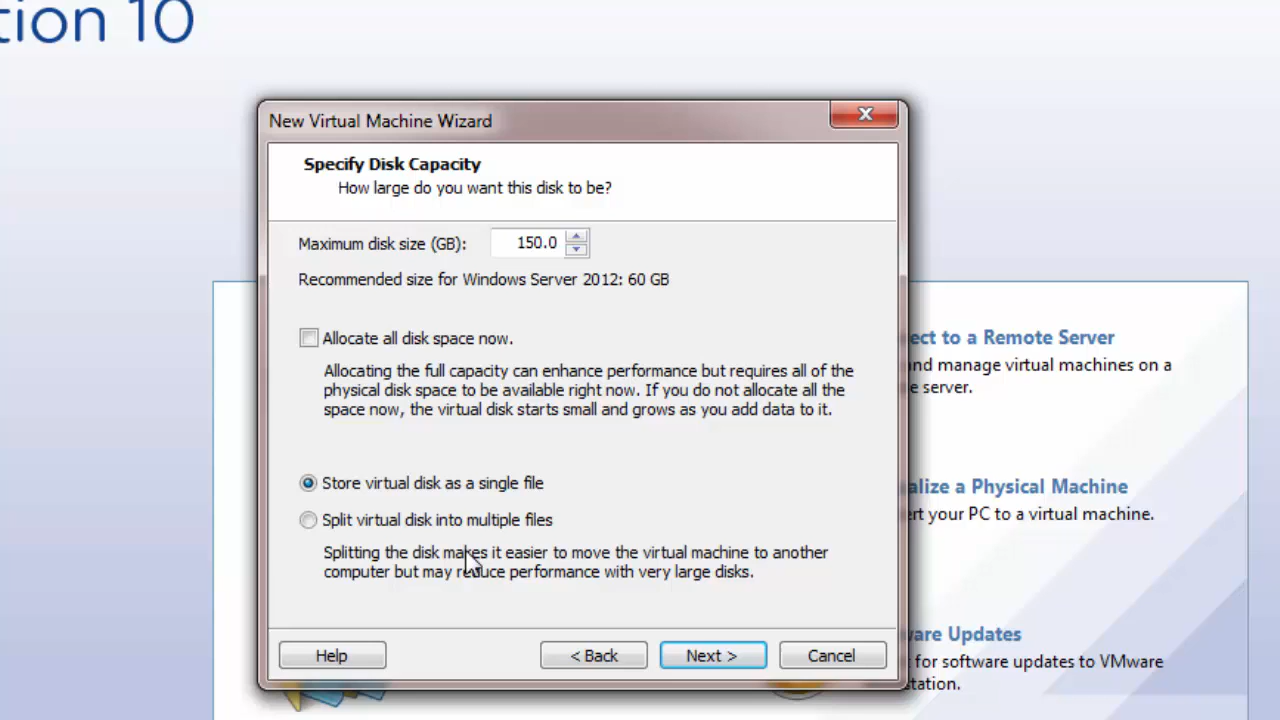 tion 10
New Virtual Machine Wizard
Specify Disk Capacity
How large do you want this disk to be?
Maximum disk size (GB): 150.0
Recommended size for Windows Server 2012: 60 GB
Allocate all disk space now.
Allocating the full capacity can enhance performance but requires all of the
physical disk space to be available right now. If you do not allocate all the
space now, the virtual disk starts small and grows as you add data to it.
Store virtual disk as a single file
Split virtual disk into multiple files
Splitting the disk makes it easier to move the virtual machine to another
computer but may reduce performance with very large disks.
Help
< Back
Next >
Cancel
ect to a Remote Server
nd manage virtual machines on a
e server.
alize a Physical Machine
rt your PC to a virtual machine.
are Updates
for software updates to VMware
station.